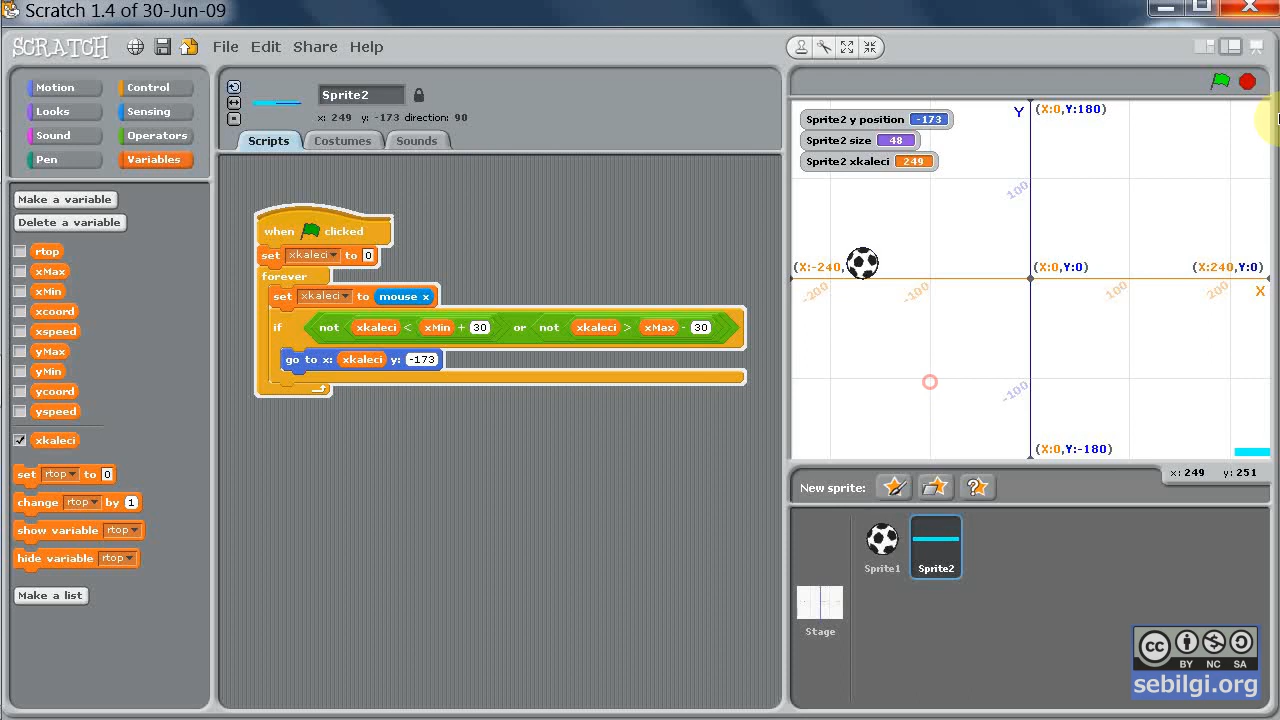 Scratch 1.4 of 30-Jun-09
SCRATCH File Edit Share Help
Motion Control
Looks Sensing
Sound Operators
Pen Variables
Make a variable
Delete a variable
rtop
xMax
xMin
xcoord
xspeed
yMax
yMin
ycoord
yspeed
xkaleci
set rtop to 0
change rtop by 1
show variable rtop
hide variable rtop
Make a list
Sprite2
x: 249 y: -173 direction: 90
Scripts Costumes Sounds
when clicked
set xkaleci to 0
forever
set xkaleci to mouse x
if not xkaleci < xMin + 30 or not xkaleci > xMax - 30
go to x: xkaleci y: -173
Sprite2 y position -173
Sprite2 size 48
Sprite2 xkaleci 249
Y (X:0,Y:180)
100
(X:-240, (X:0,Y:0) (X:240,Y:0)
-200 -100 100 200 X
-100
(X:0,Y:-180)
x: 249 y: 251
New sprite:
Sprite1 Sprite2
Stage
cc BY NC SA
sebilgi.org